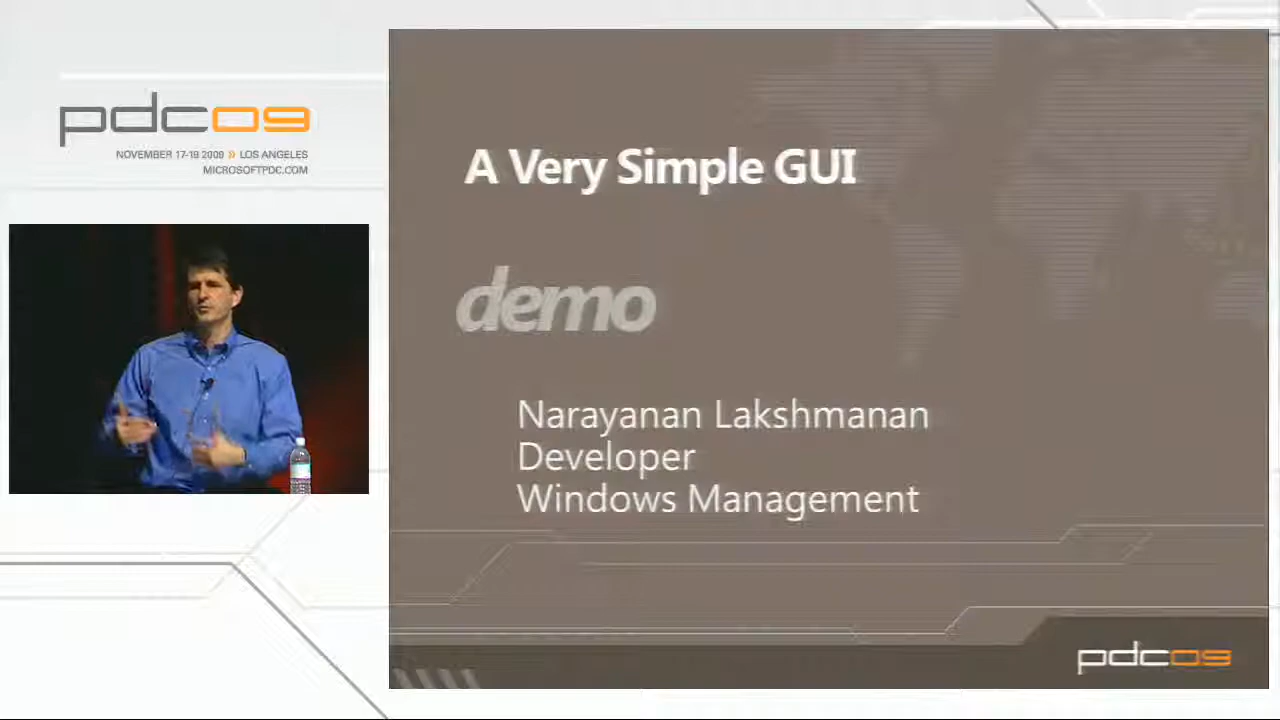 pdc09
NOVEMBER 17-19 2009 » LOS ANGELES
MICROSOFTPDC.COM
A Very Simple GUI
demo
Narayanan Lakshmanan
Developer
Windows Management
pdc09